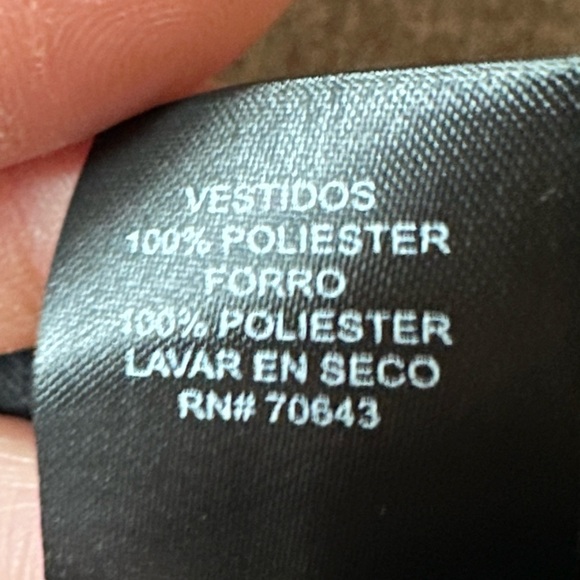 VESTIDOS
100% POLIESTER
FORRO
100% POLIESTER
LAVAR EN SECO
RN# 70643